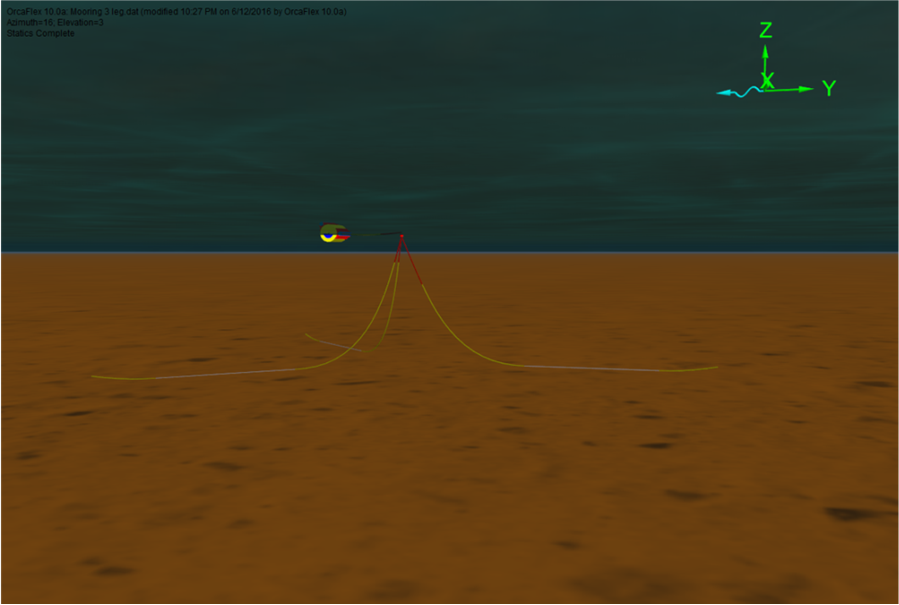 OrcaFlex 10.0a: Mooring 3 leg.dat (modified 10:27 PM on 6/12/2016 by OrcaFlex 10.0a)
Azimuth=16; Elevation=3
Statics Complete
Z
X
Y